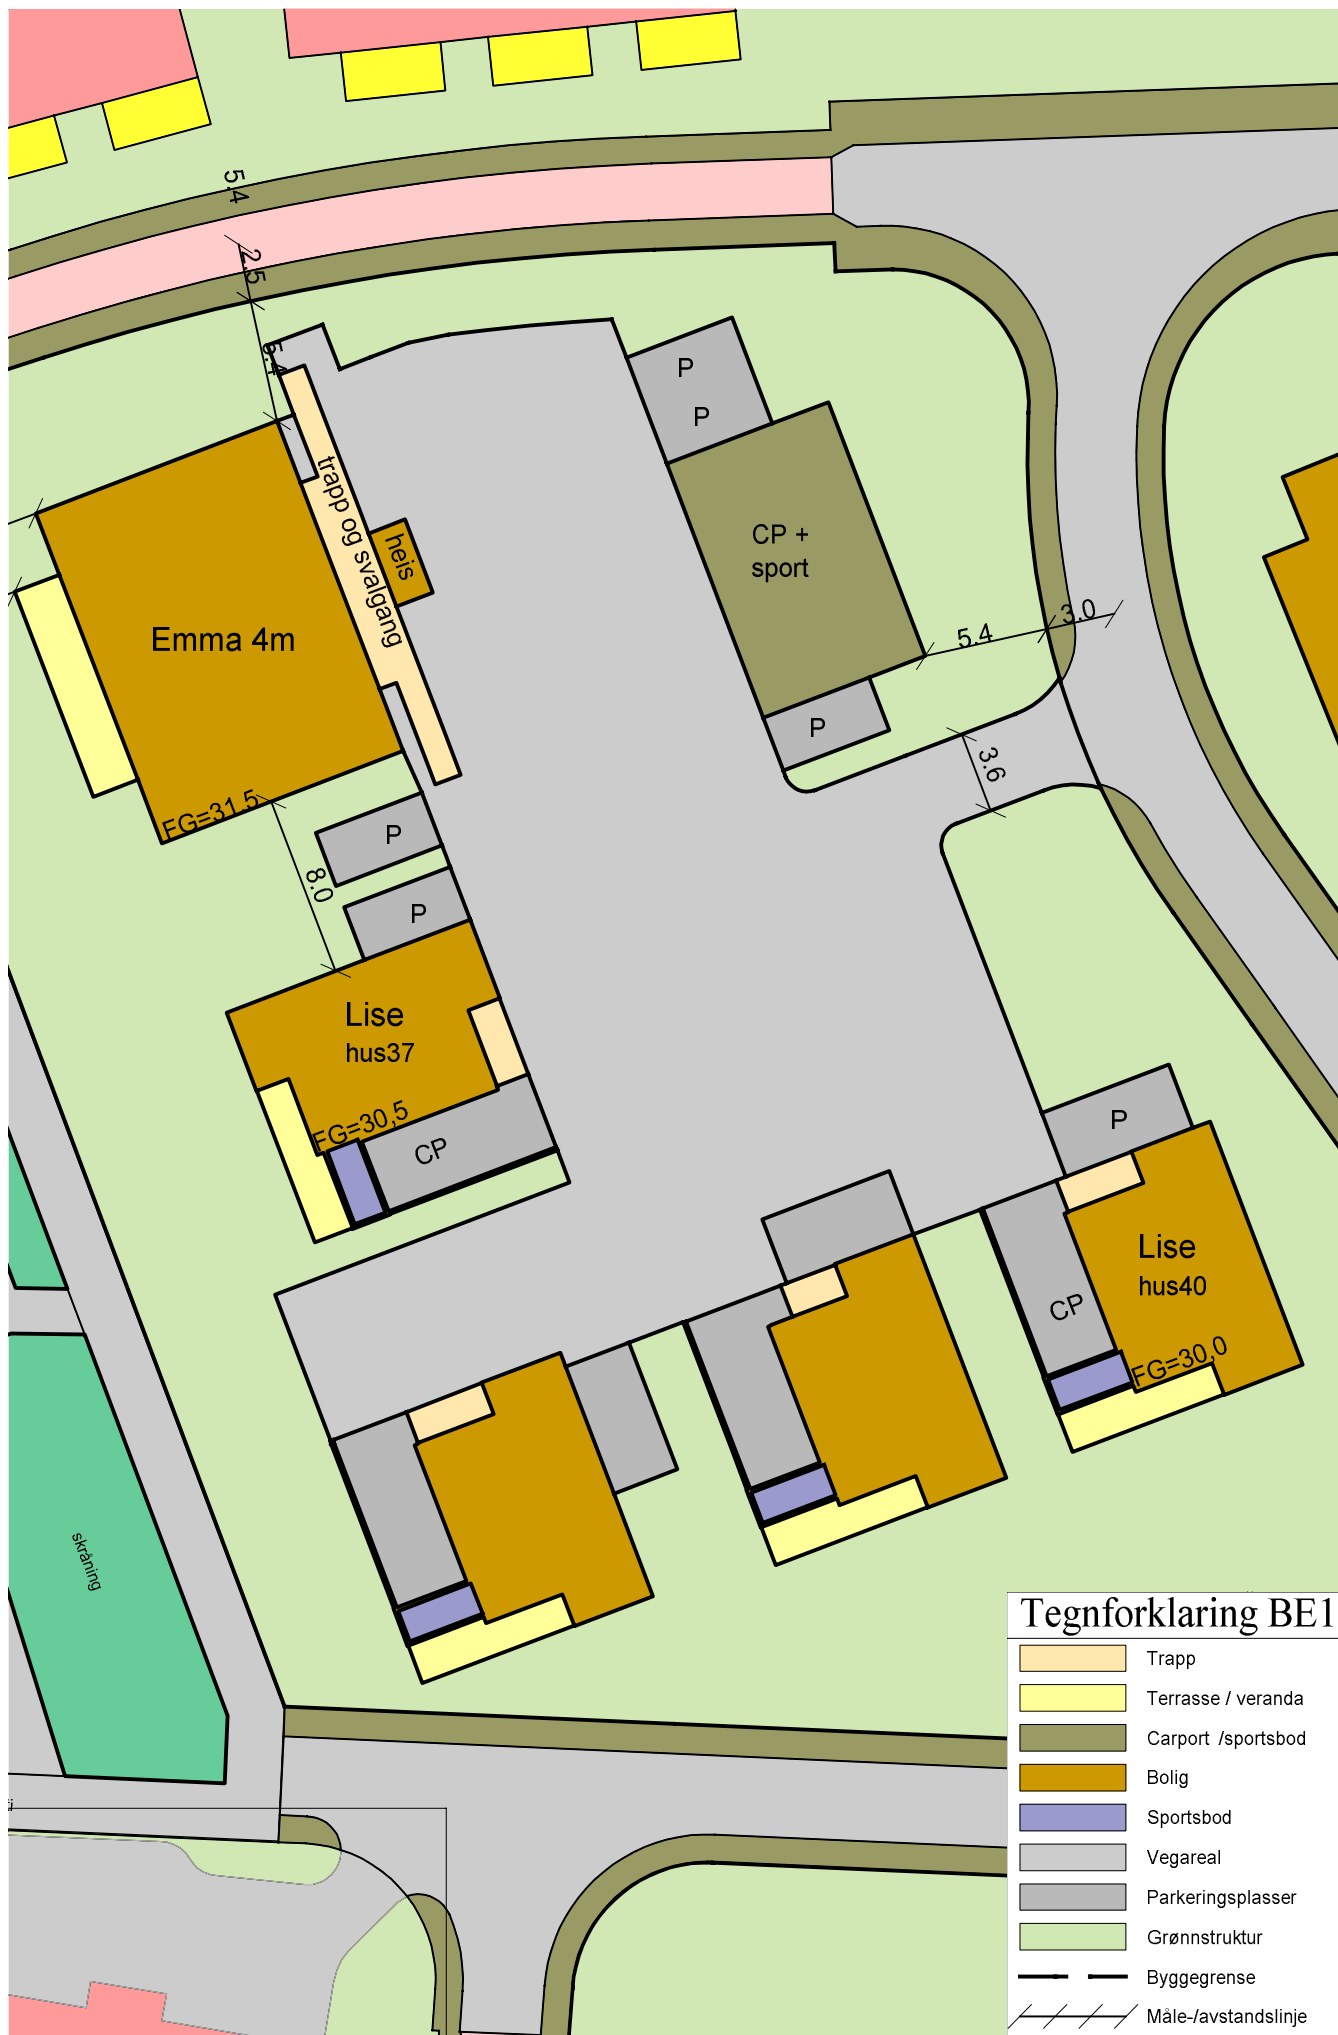 5.4
2.5
5.4
P
P
trapp og svalgang
heis
CP +
sport
Emma 4m
5.4
3.0
P
3.6
FG=31,5
P
8.0
P
Lise
hus37
FG=30,5
CP
P
Lise
hus40
CP
FG=30,0
skråning
Tegnforklaring BE1
Trapp
Terrasse / veranda
Carport /sportsbod
Bolig
Sportsbod
Vegareal
Parkeringsplasser
Grønnstruktur
Byggegrense
Måle-/avstandslinje